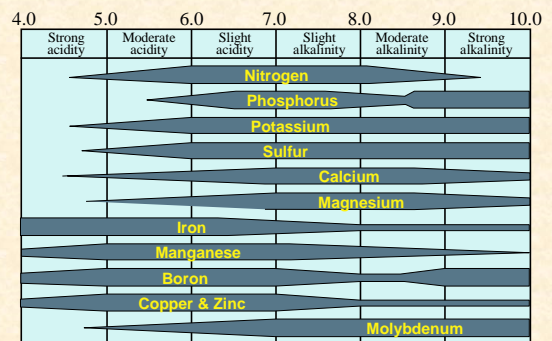 4.0 5.0 6.0 7.0 8.0 9.0 10.0
Strong Moderate Slight Slight Moderate Strong
acidity acidity acidity alkalinity alkalinity alkalinity
Nitrogen
Phosphorus
Potassium
Sulfur
Calcium
Magnesium
Iron
Manganese
Boron
Copper & Zinc
Molybdenum